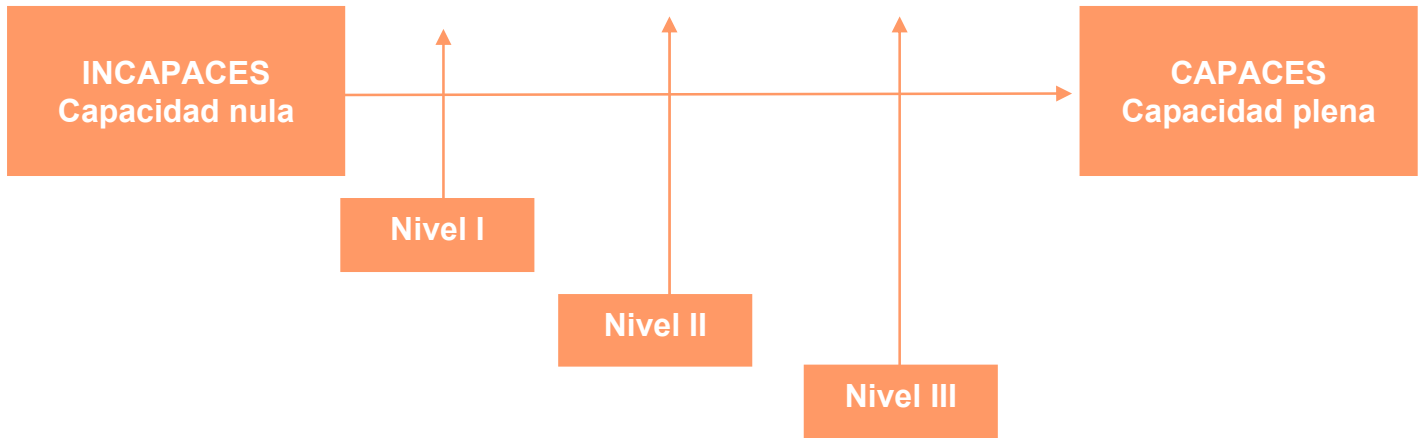 INCAPACES
Capacidad nula
CAPACES
Capacidad plena
Nivel I
Nivel II
Nivel III